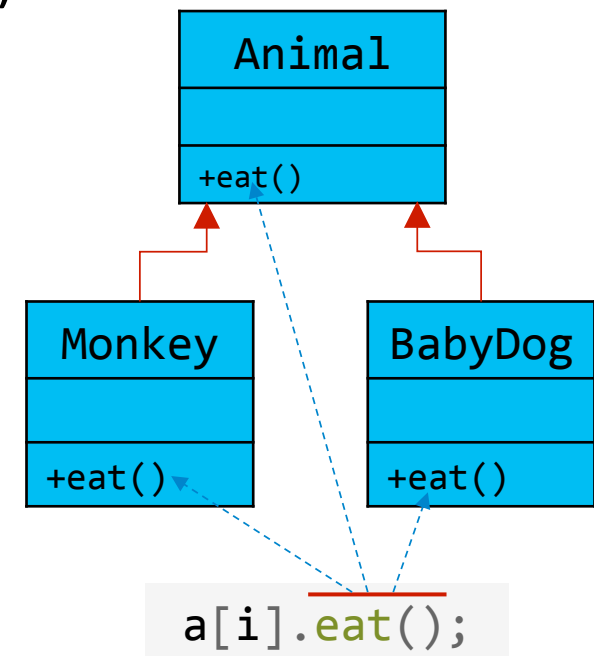 Animal
+eat()
Monkey
BabyDog
+eat()
+eat()
a[i].eat();